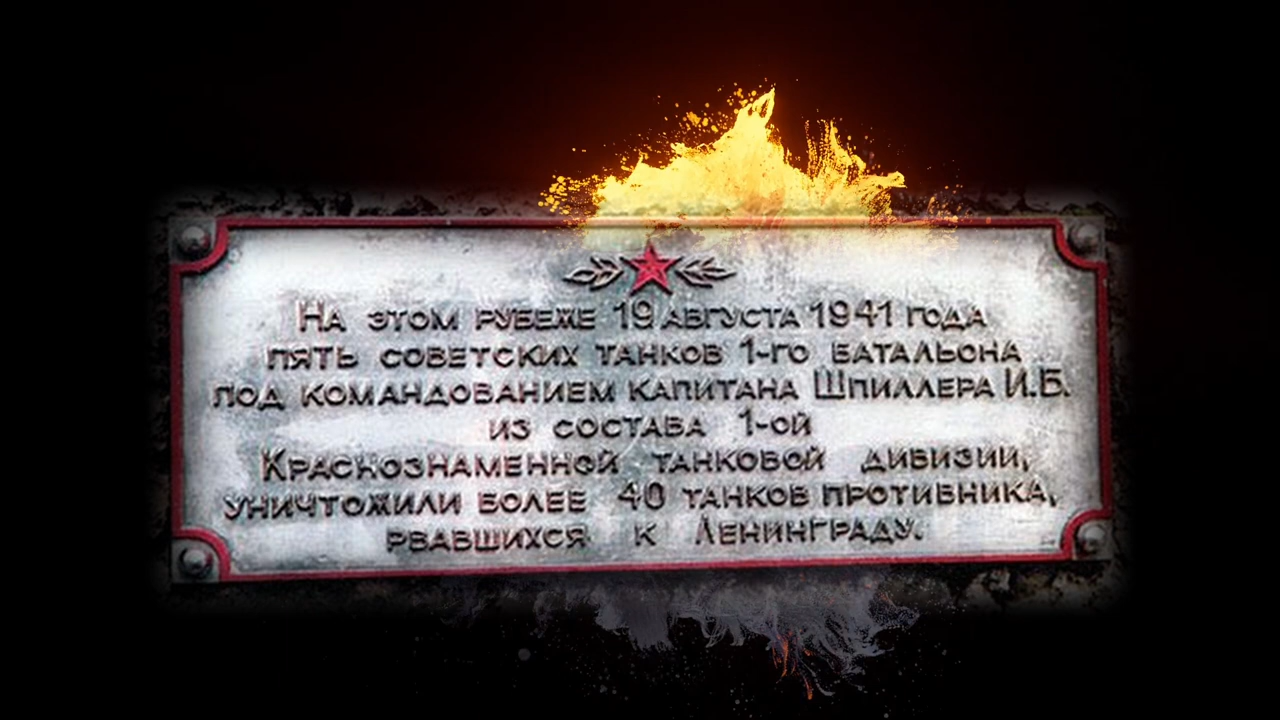 На этом рубеже 19 августа 1941 года
пять советских танков 1-го батальона
под командованием капитана Шпиллера И.Б.
из состава 1-ой
Краснознаменной танковой дивизии,
уничтожили более 40 танков противника,
рвавшихся к Ленинграду.